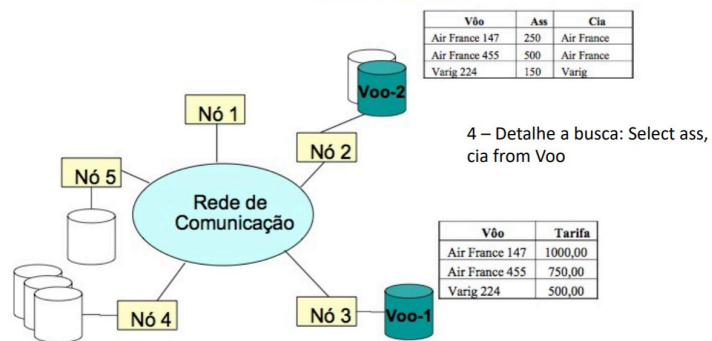 Vôo Ass Cia
Air France 147 250 Air France
Air France 455 500 Air France
Varig 224 150 Varig
Voo-2
Nó 1
Nó 2
4 – Detalhe a busca: Select ass,
cia from Voo
Nó 5
Rede de
Comunicação
Vôo Tarifa
Air France 147 1000,00
Air France 455 750,00
Varig 224 500,00
Nó 4
Nó 3
Voo-1